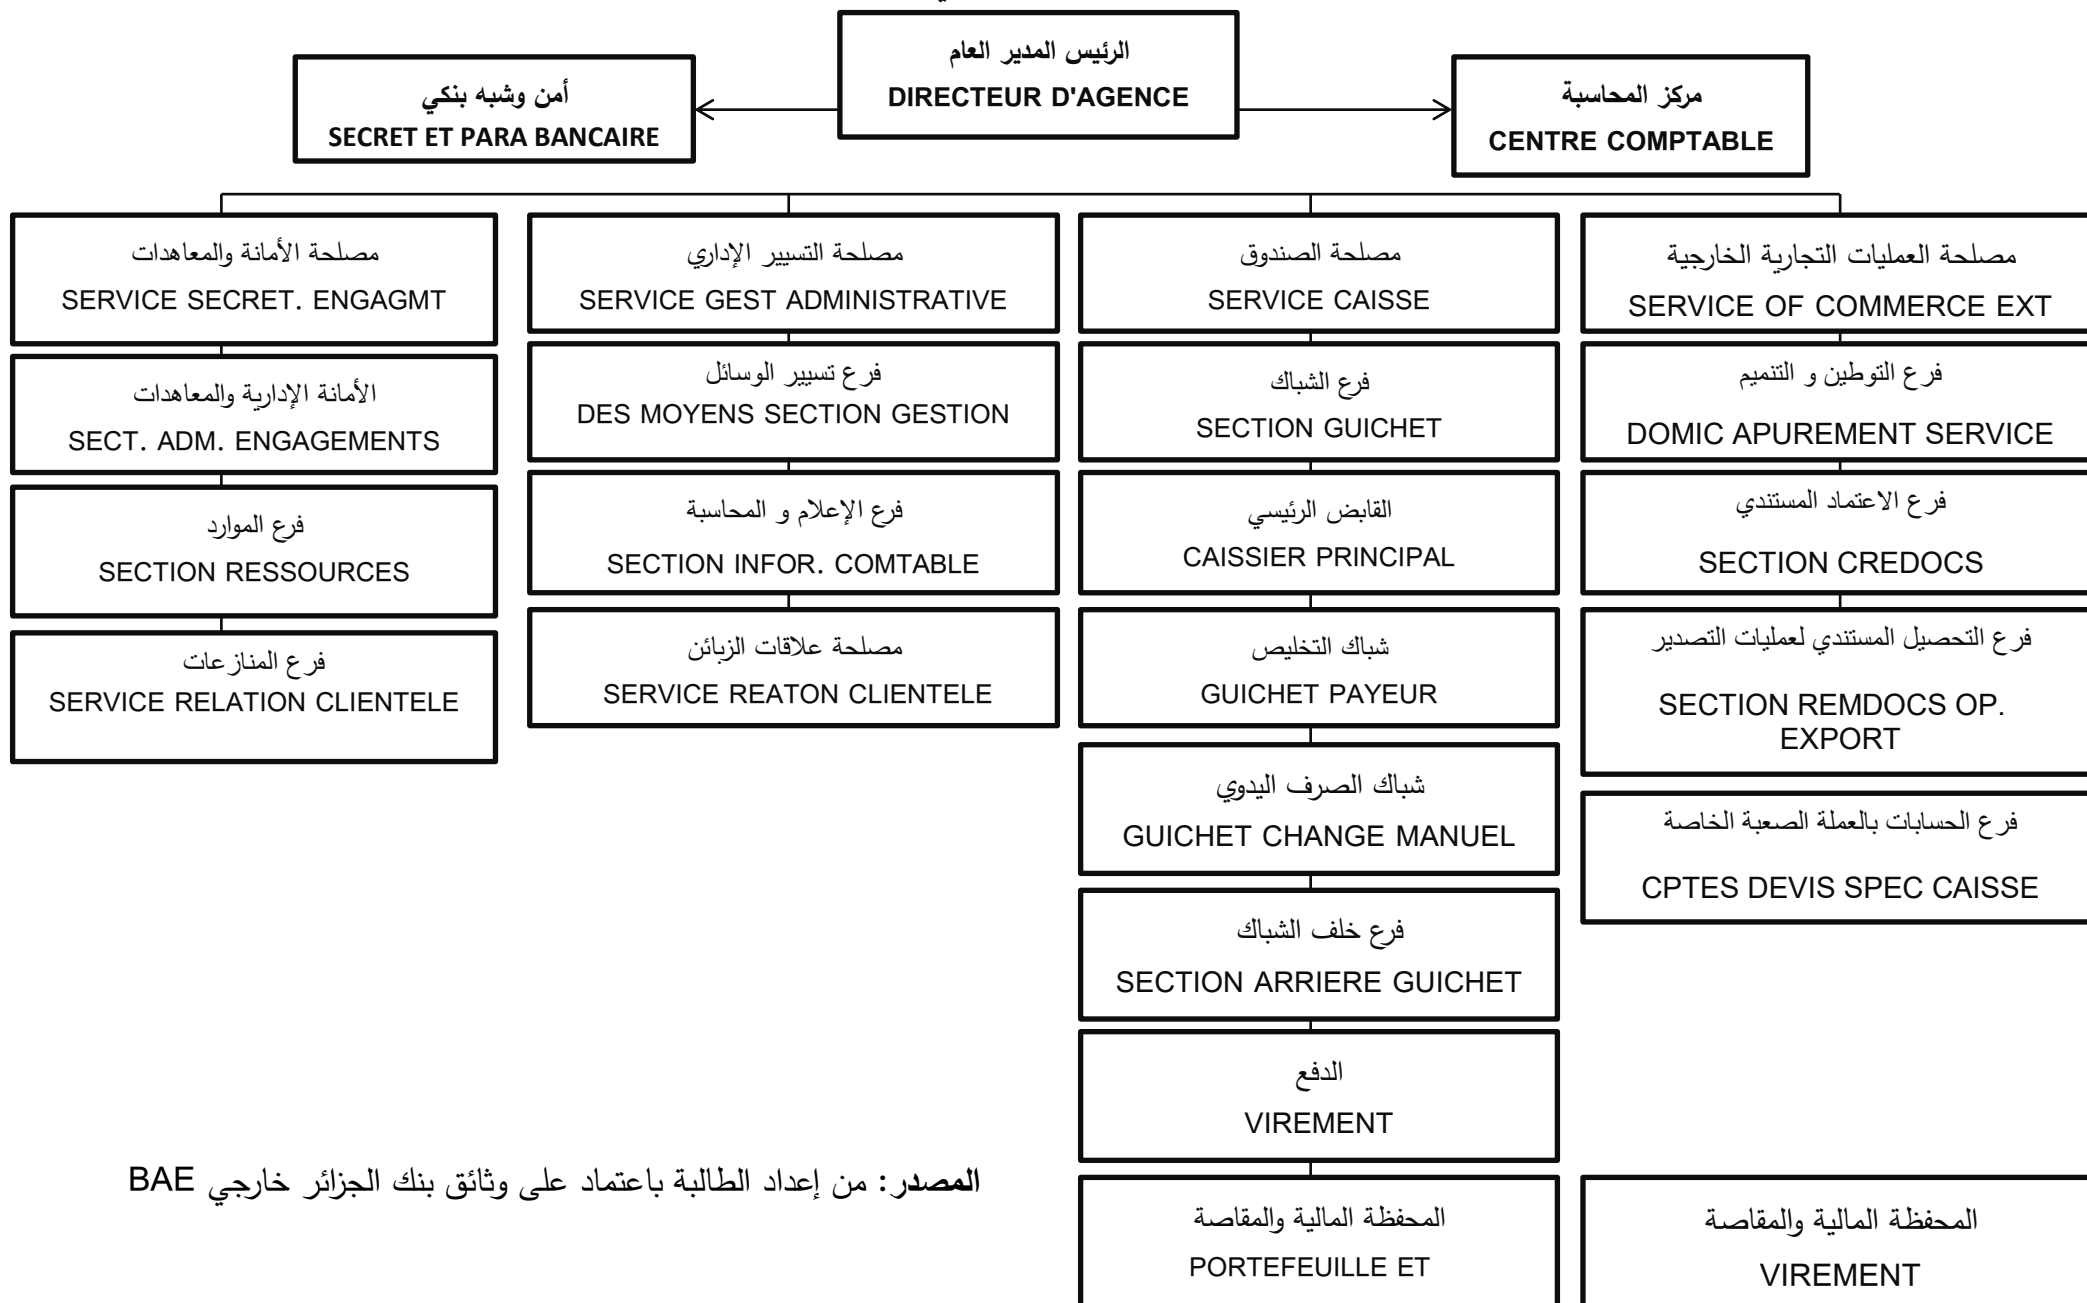 الرئيس المدير العام
DIRECTEUR D'AGENCE
أمن وشبه بنكي
SECRET ET PARA BANCAIRE
مركز المحاسبة
CENTRE COMPTABLE
مصلحة الأمانة والمعاهدات
SERVICE SECRET. ENGAGMT
الأمانة الإدارية والمعاهدات
SECT. ADM. ENGAGEMENTS
فرع الموارد
SECTION RESSOURCES
فرع المنازعات
SERVICE RELATION CLIENTELE
مصلحة التسيير الإداري
SERVICE GEST ADMINISTRATIVE
فرع تسيير الوسائل
DES MOYENS SECTION GESTION
فرع الإعلام و المحاسبة
SECTION INFOR. COMTABLE
مصلحة علاقات الزبائن
SERVICE REATON CLIENTELE
مصلحة الصندوق
SERVICE CAISSE
فرع الشباك
SECTION GUICHET
القابض الرئيسي
CAISSIER PRINCIPAL
شباك التخليص
GUICHET PAYEUR
شباك الصرف اليدوي
GUICHET CHANGE MANUEL
فرع خلف الشباك
SECTION ARRIERE GUICHET
الدفع
VIREMENT
المحفظة المالية والمقاصة
PORTEFEUILLE ET
مصلحة العمليات التجارية الخارجية
SERVICE OF COMMERCE EXT
فرع التوطين و التنميم
DOMIC APUREMENT SERVICE
فرع الاعتماد المستندي
SECTION CREDOCS
فرع التحصيل المستندي لعمليات التصدير
SECTION REMDOCS OP.
EXPORT
فرع الحسابات بالعملة الصعبة الخاصة
CPTES DEVIS SPEC CAISSE
المحفظة المالية والمقاصة
VIREMENT
المصدر: من إعداد الطالبة باعتماد على وثائق بنك الجزائر خارجي BAE